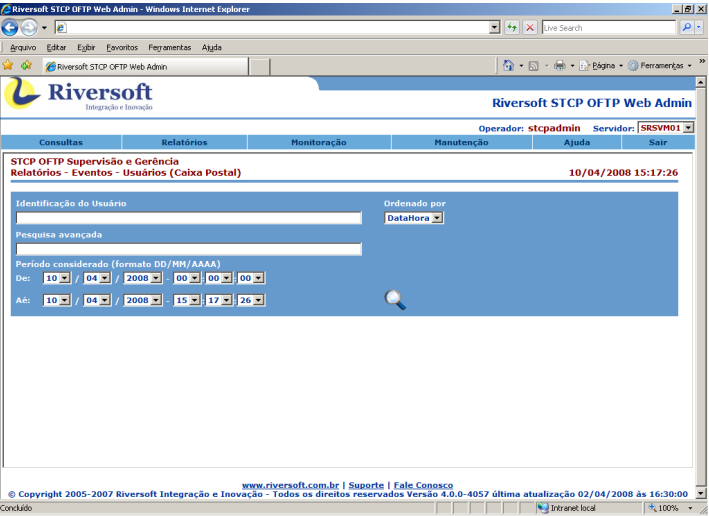 Riversoft STCP OFTP Web Admin - Windows Internet Explorer
Live Search
Arquivo Editar Exibir Favoritos Ferramentas Ajuda
Riversoft STCP OFTP Web Admin
Página Ferramentas
Riversoft
Integração e Inovação
Riversoft STCP OFTP Web Admin
Operador: stcpadmin Servidor: SRSVM01
Consultas Relatórios Monitoração Manutenção Ajuda Sair
STCP OFTP Supervisão e Gerência
Relatórios - Eventos - Usuários (Caixa Postal) 10/04/2008 15:17:26
Identificação do Usuário Ordenado por
DataHora
Pesquisa avançada
Período considerado (formato DD/MM/AAAA)
De: 10 / 04 / 2008 - 00 : 00 : 00
Aé: 10 / 04 / 2008 - 15 : 17 : 26
www.riversoft.com.br | Suporte | Fale Conosco
© Copyright 2005-2007 Riversoft Integração e Inovação - Todos os direitos reservados Versão 4.0.0-4057 última atualização 02/04/2008 às 16:30:00
Concluído Intranet local 100%